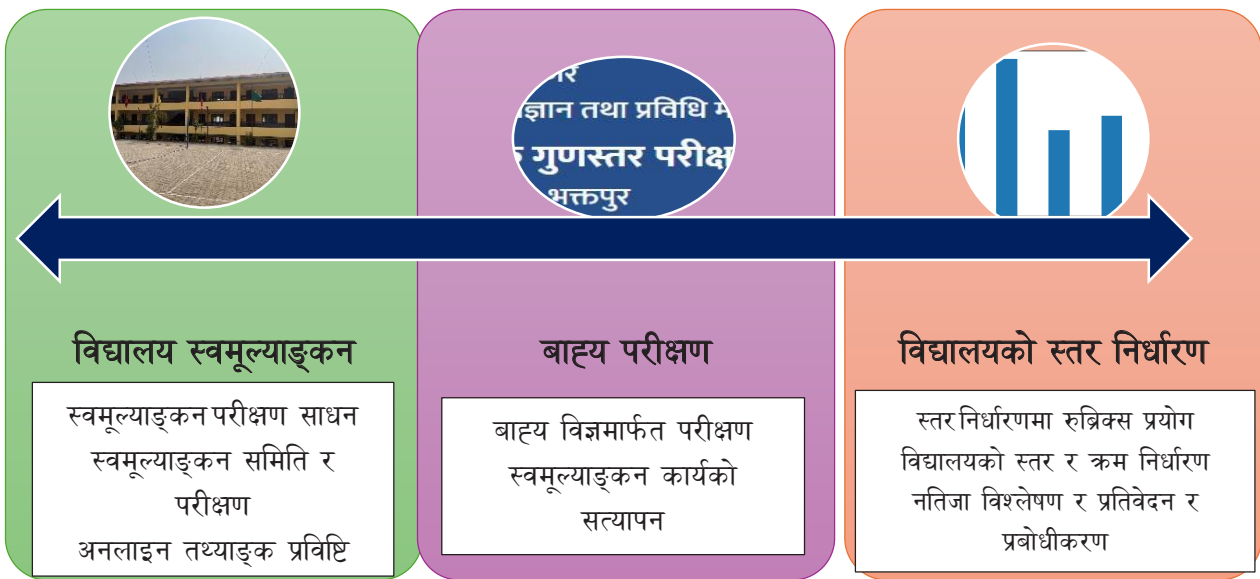 ज्ञान तथा प्रविधि
गुणस्तर
भक्तपुर
विद्यालय स्वमूल्याङ्कन
स्वमूल्याङ्कन परीक्षण साधन
स्वमूल्याङ्कन समिति र
परीक्षण
अनलाइन तथ्याङ्क प्रविष्टि
बाह्य परीक्षण
बाह्य विज्ञमार्फत परीक्षण
स्वमूल्याङ्कन कार्यको
सत्यापन
विद्यालयको स्तर निर्धारण
स्तर निर्धारणमा रुब्रिक्स प्रयोग
विद्यालयको स्तर र क्रम निर्धारण
नतिजा विश्लेषण र प्रतिवेदन र
प्रबोधीकरण